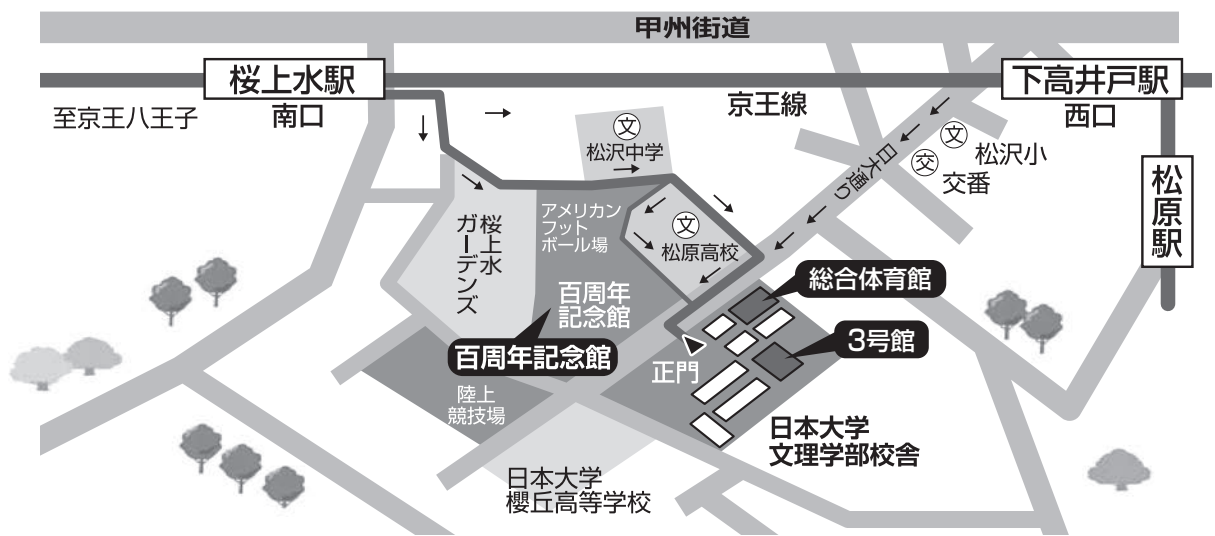 甲州街道
桜上水駅
下高井戸駅
至京王八王子
南口
京王線
西口
文
松沢中学
文
松沢小
交
交番
日大通り
松原駅
桜上水
ガーデンズ
アメリカン
フット
ボール場
文
松原高校
総合体育館
百周年
記念館
3号館
百周年記念館
正門
陸上
競技場
日本大学
文理学部校舎
日本大学
櫻丘高等学校